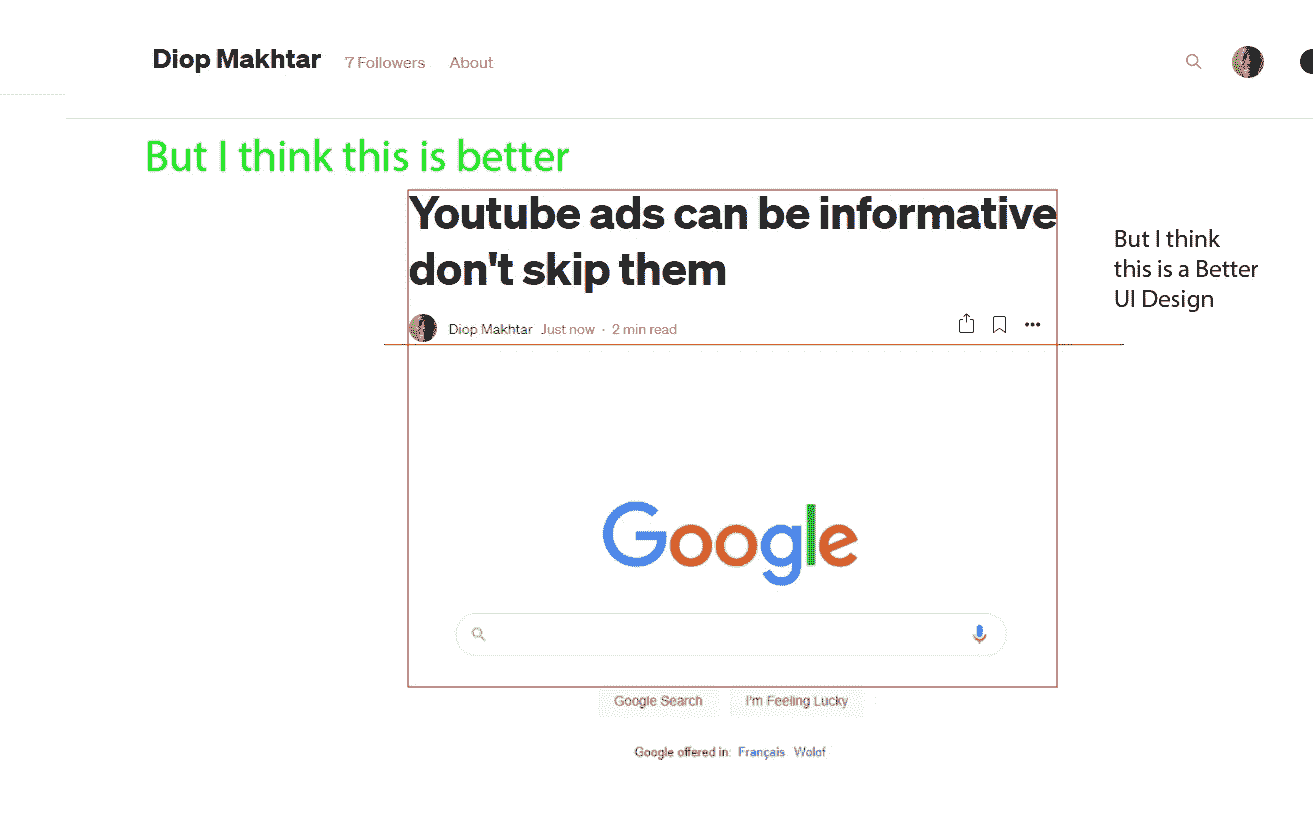 Diop Makhtar 7 Followers About
But I think this is better
Youtube ads can be informative
don't skip them
But I think
this is a Better
UI Design
Diop Makhtar Just now · 2 min read
Google
Google Search I'm Feeling Lucky
Google offered in: Français Wolof